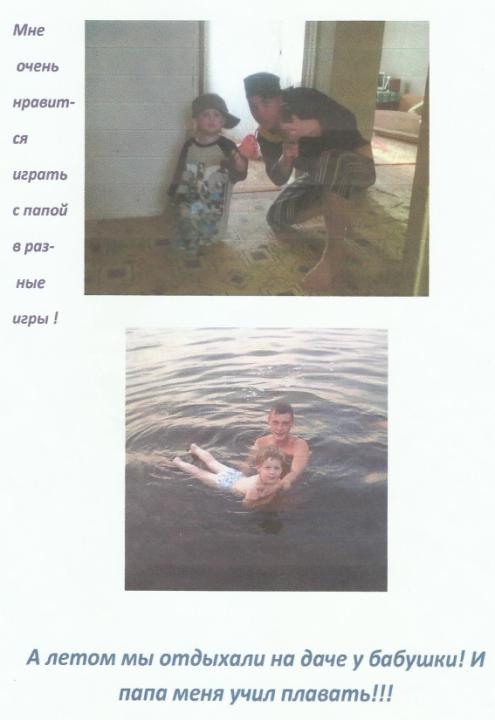 Мне
очень
нравит-
ся
играть
с папой
в раз-
ные
игры !
А летом мы отдыхали на даче у бабушки! И
папа меня учил плавать!!!